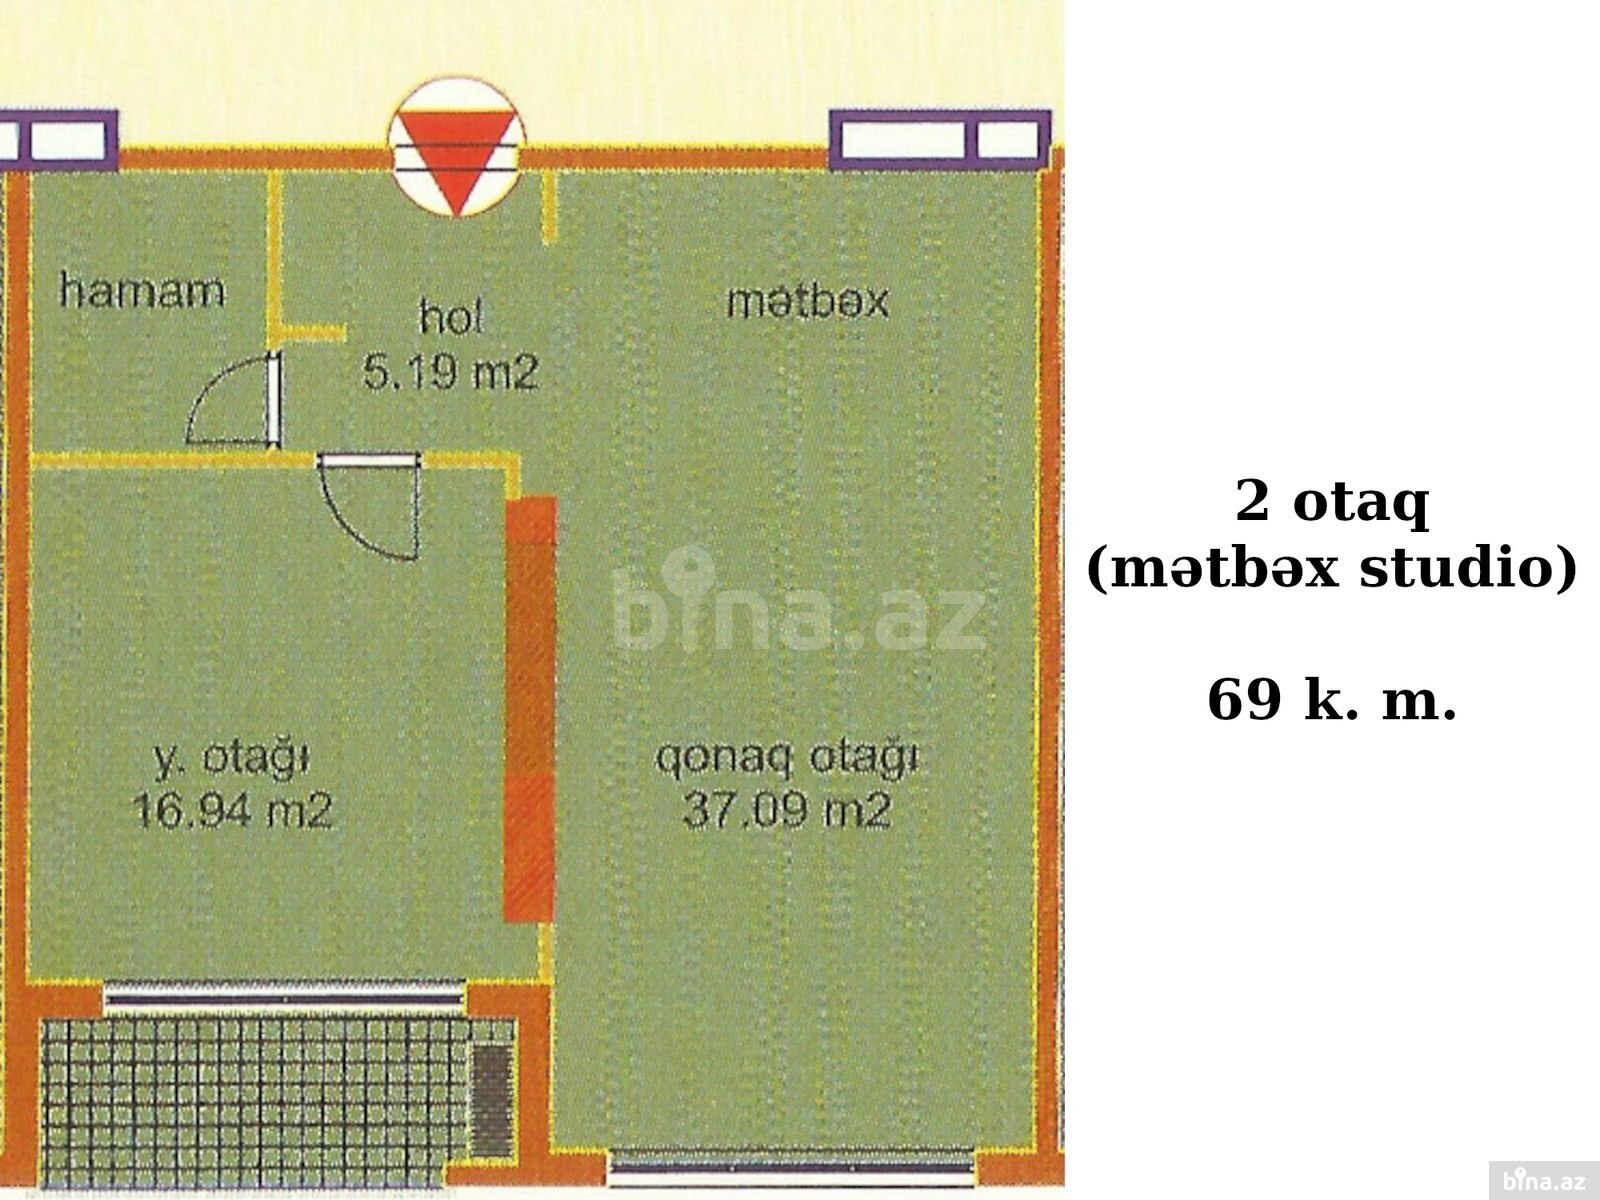 hamam
hol
5.19 m2
mətbəx
y. otağı
16.94 m2
qonaq otağı
37.09 m2
bina.az
2 otaq
(mətbəx studio)
69 k. m.
bina.az